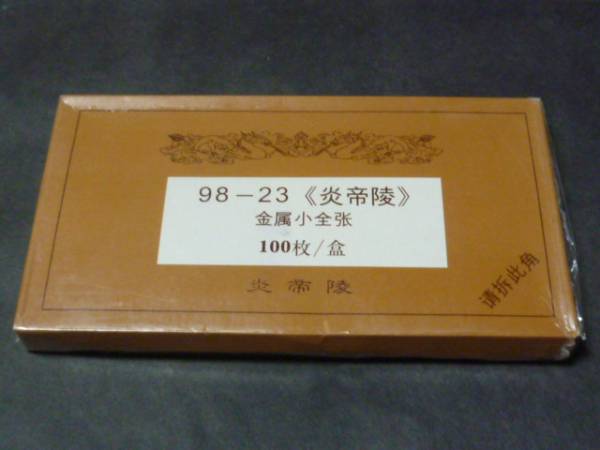 98-23《炎帝陵》
金属小全张
100枚/盒
炎帝陵
请拆此角